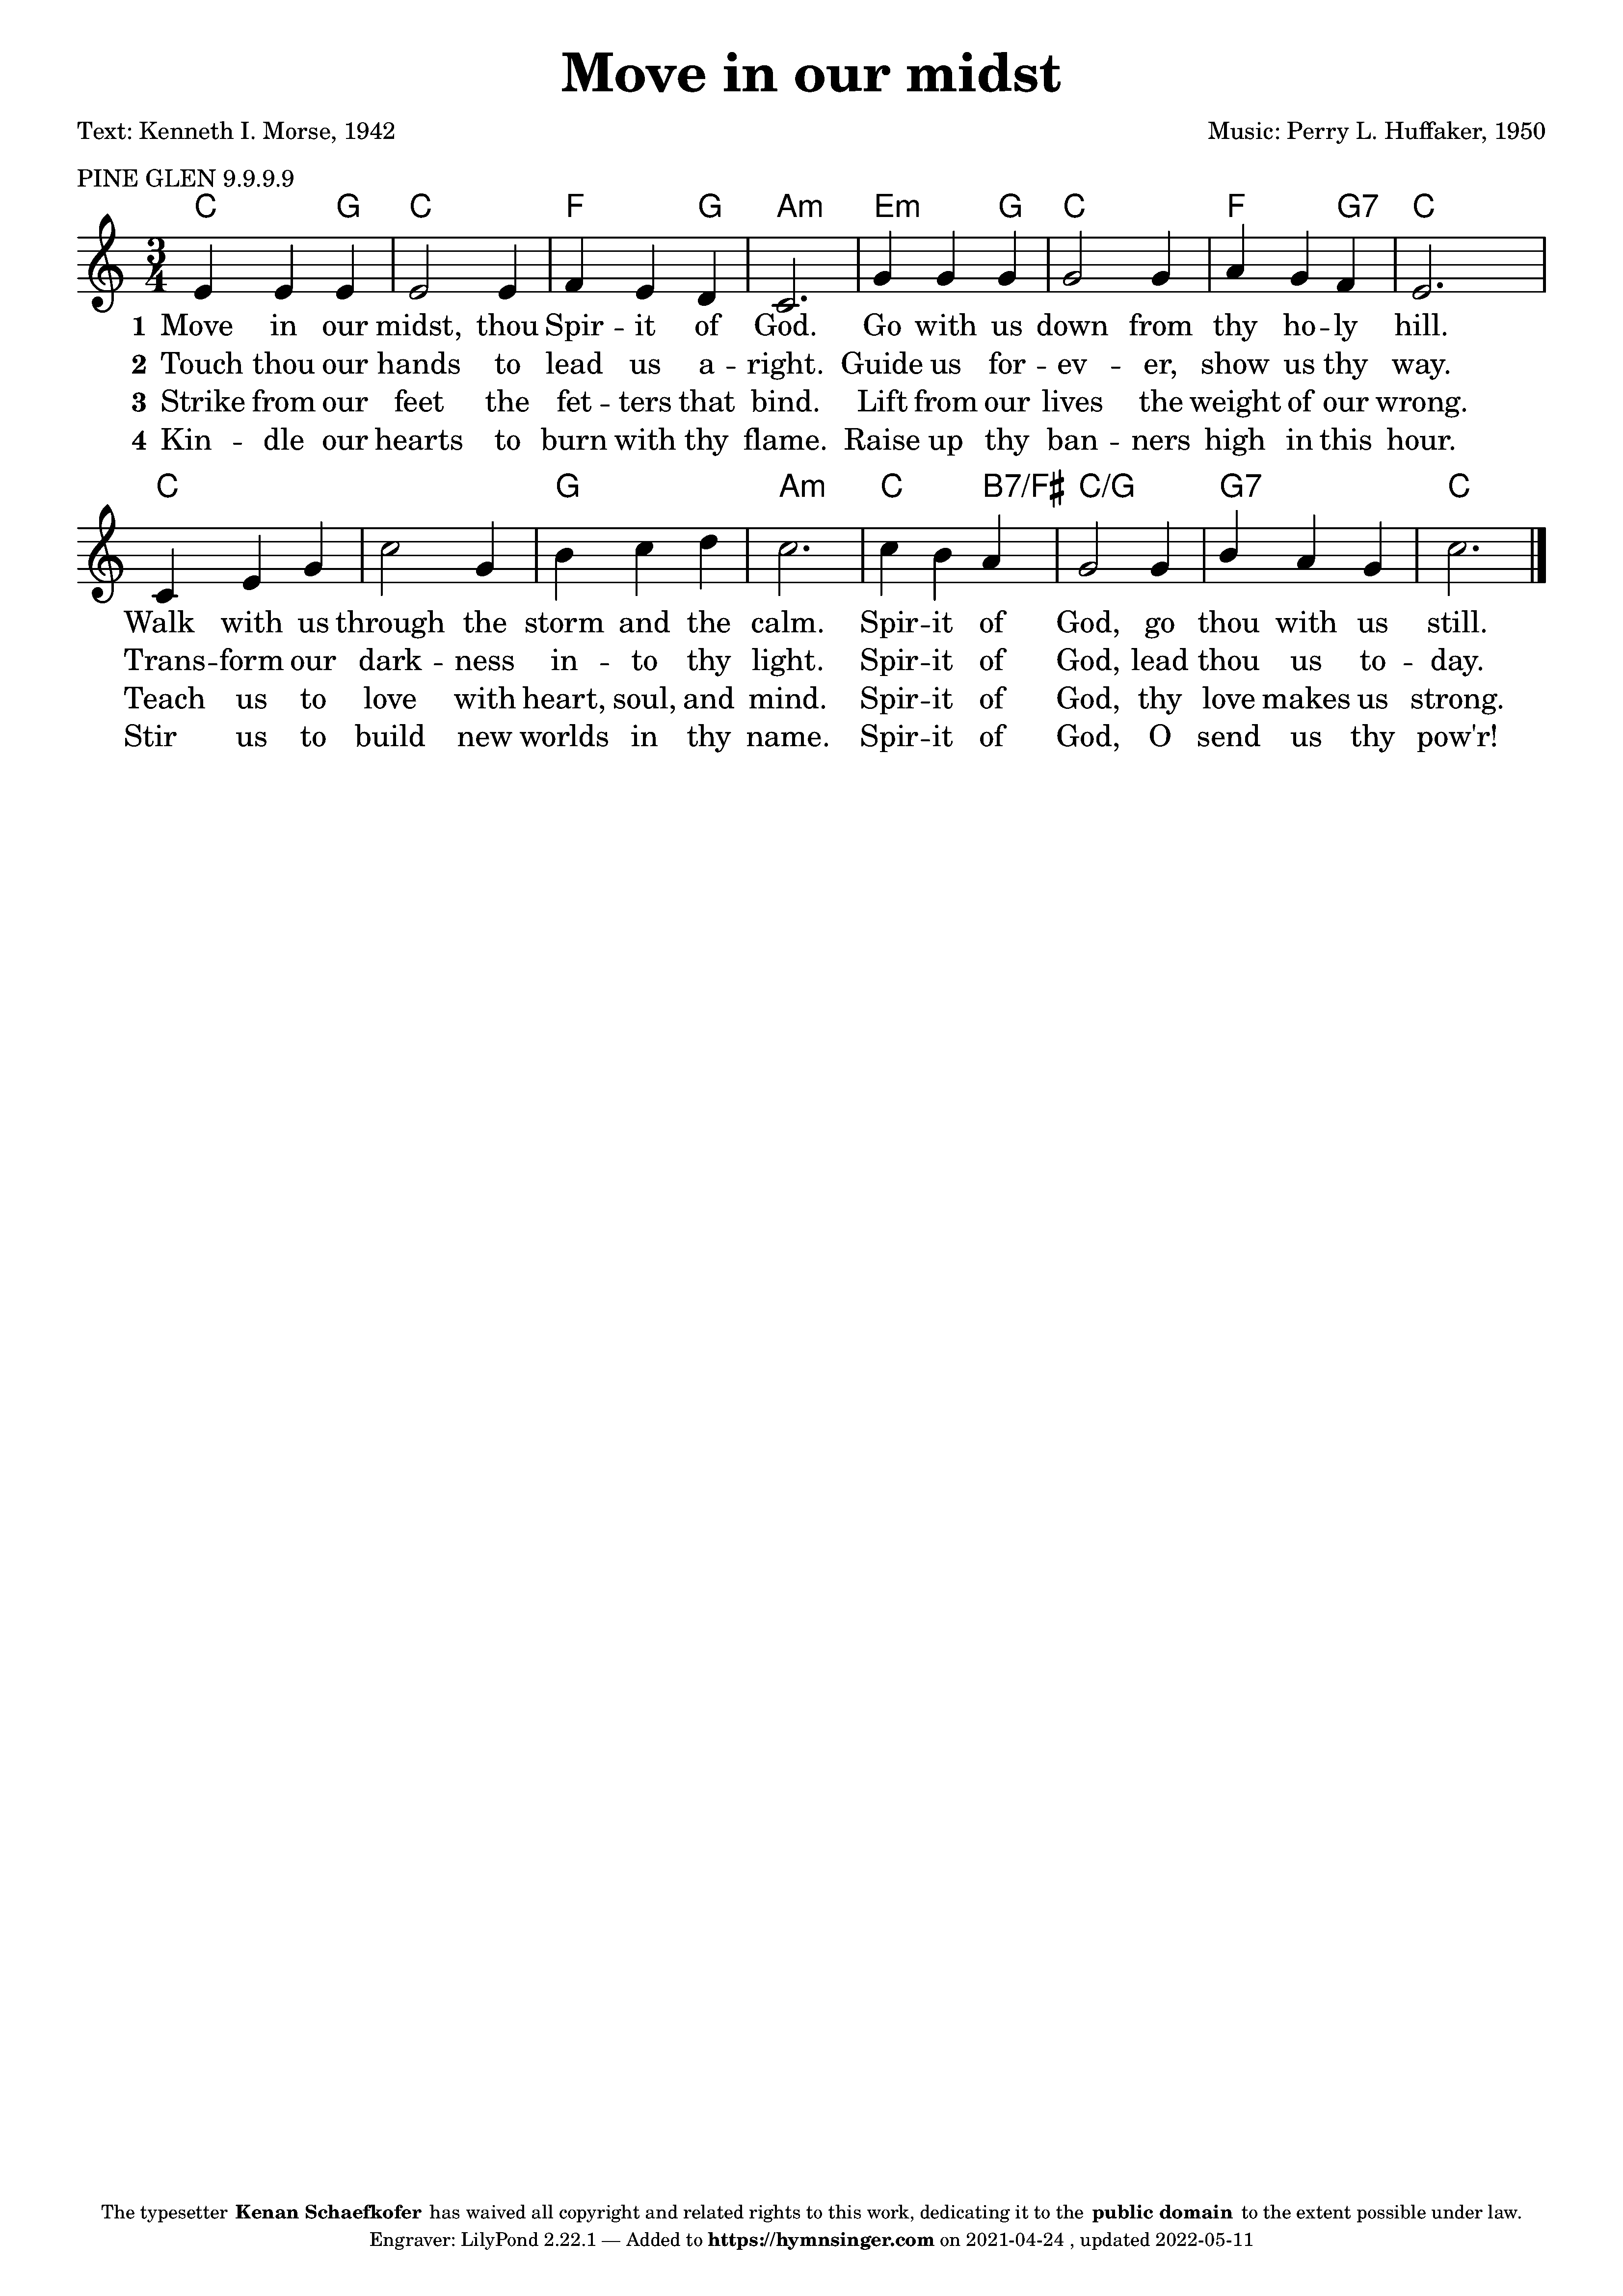 Move in our midst
Text: Kenneth I. Morse, 1942 Music: Perry L. Huffaker, 1950
PINE GLEN 9.9.9.9
C G C F G Am Em G C F G7 C
3
4
1 Move in our midst, thou Spir -- it of God. Go with us down from thy ho -- ly hill.
2 Touch thou our hands to lead us a -- right. Guide us for -- ev -- er, show us thy way.
3 Strike from our feet the fet -- ters that bind. Lift from our lives the weight of our wrong.
4 Kin -- dle our hearts to burn with thy flame. Raise up thy ban -- ners high in this hour.
C G Am C B7/F♯ C/G G7 C
Walk with us through the storm and the calm. Spir -- it of God, go thou with us still.
Trans -- form our dark -- ness in -- to thy light. Spir -- it of God, lead thou us to -- day.
Teach us to love with heart, soul, and mind. Spir -- it of God, thy love makes us strong.
Stir us to build new worlds in thy name. Spir -- it of God, O send us thy pow'r!
The typesetter Kenan Schaefkofer has waived all copyright and related rights to this work, dedicating it to the public domain to the extent possible under law.
Engraver: LilyPond 2.22.1 — Added to https://hymnsinger.com on 2021-04-24 , updated 2022-05-11